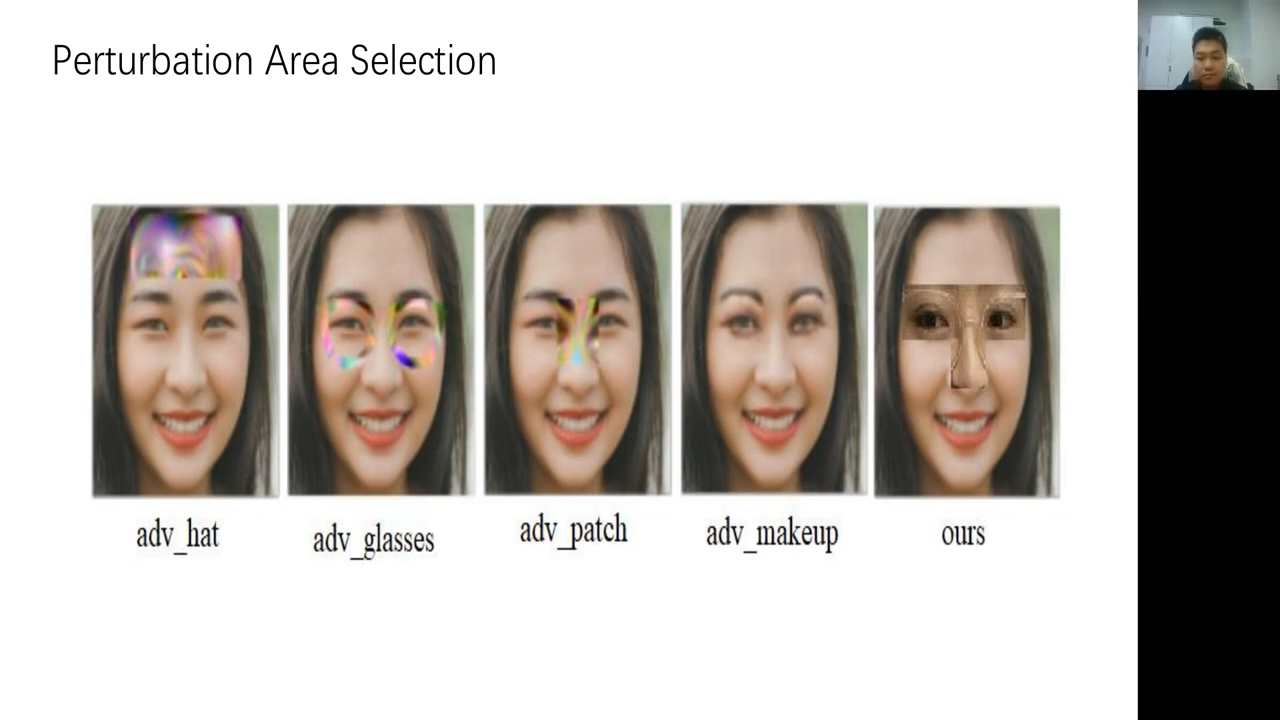 Perturbation Area Selection
adv_hat
adv_glasses
adv_patch
adv_makeup
ours